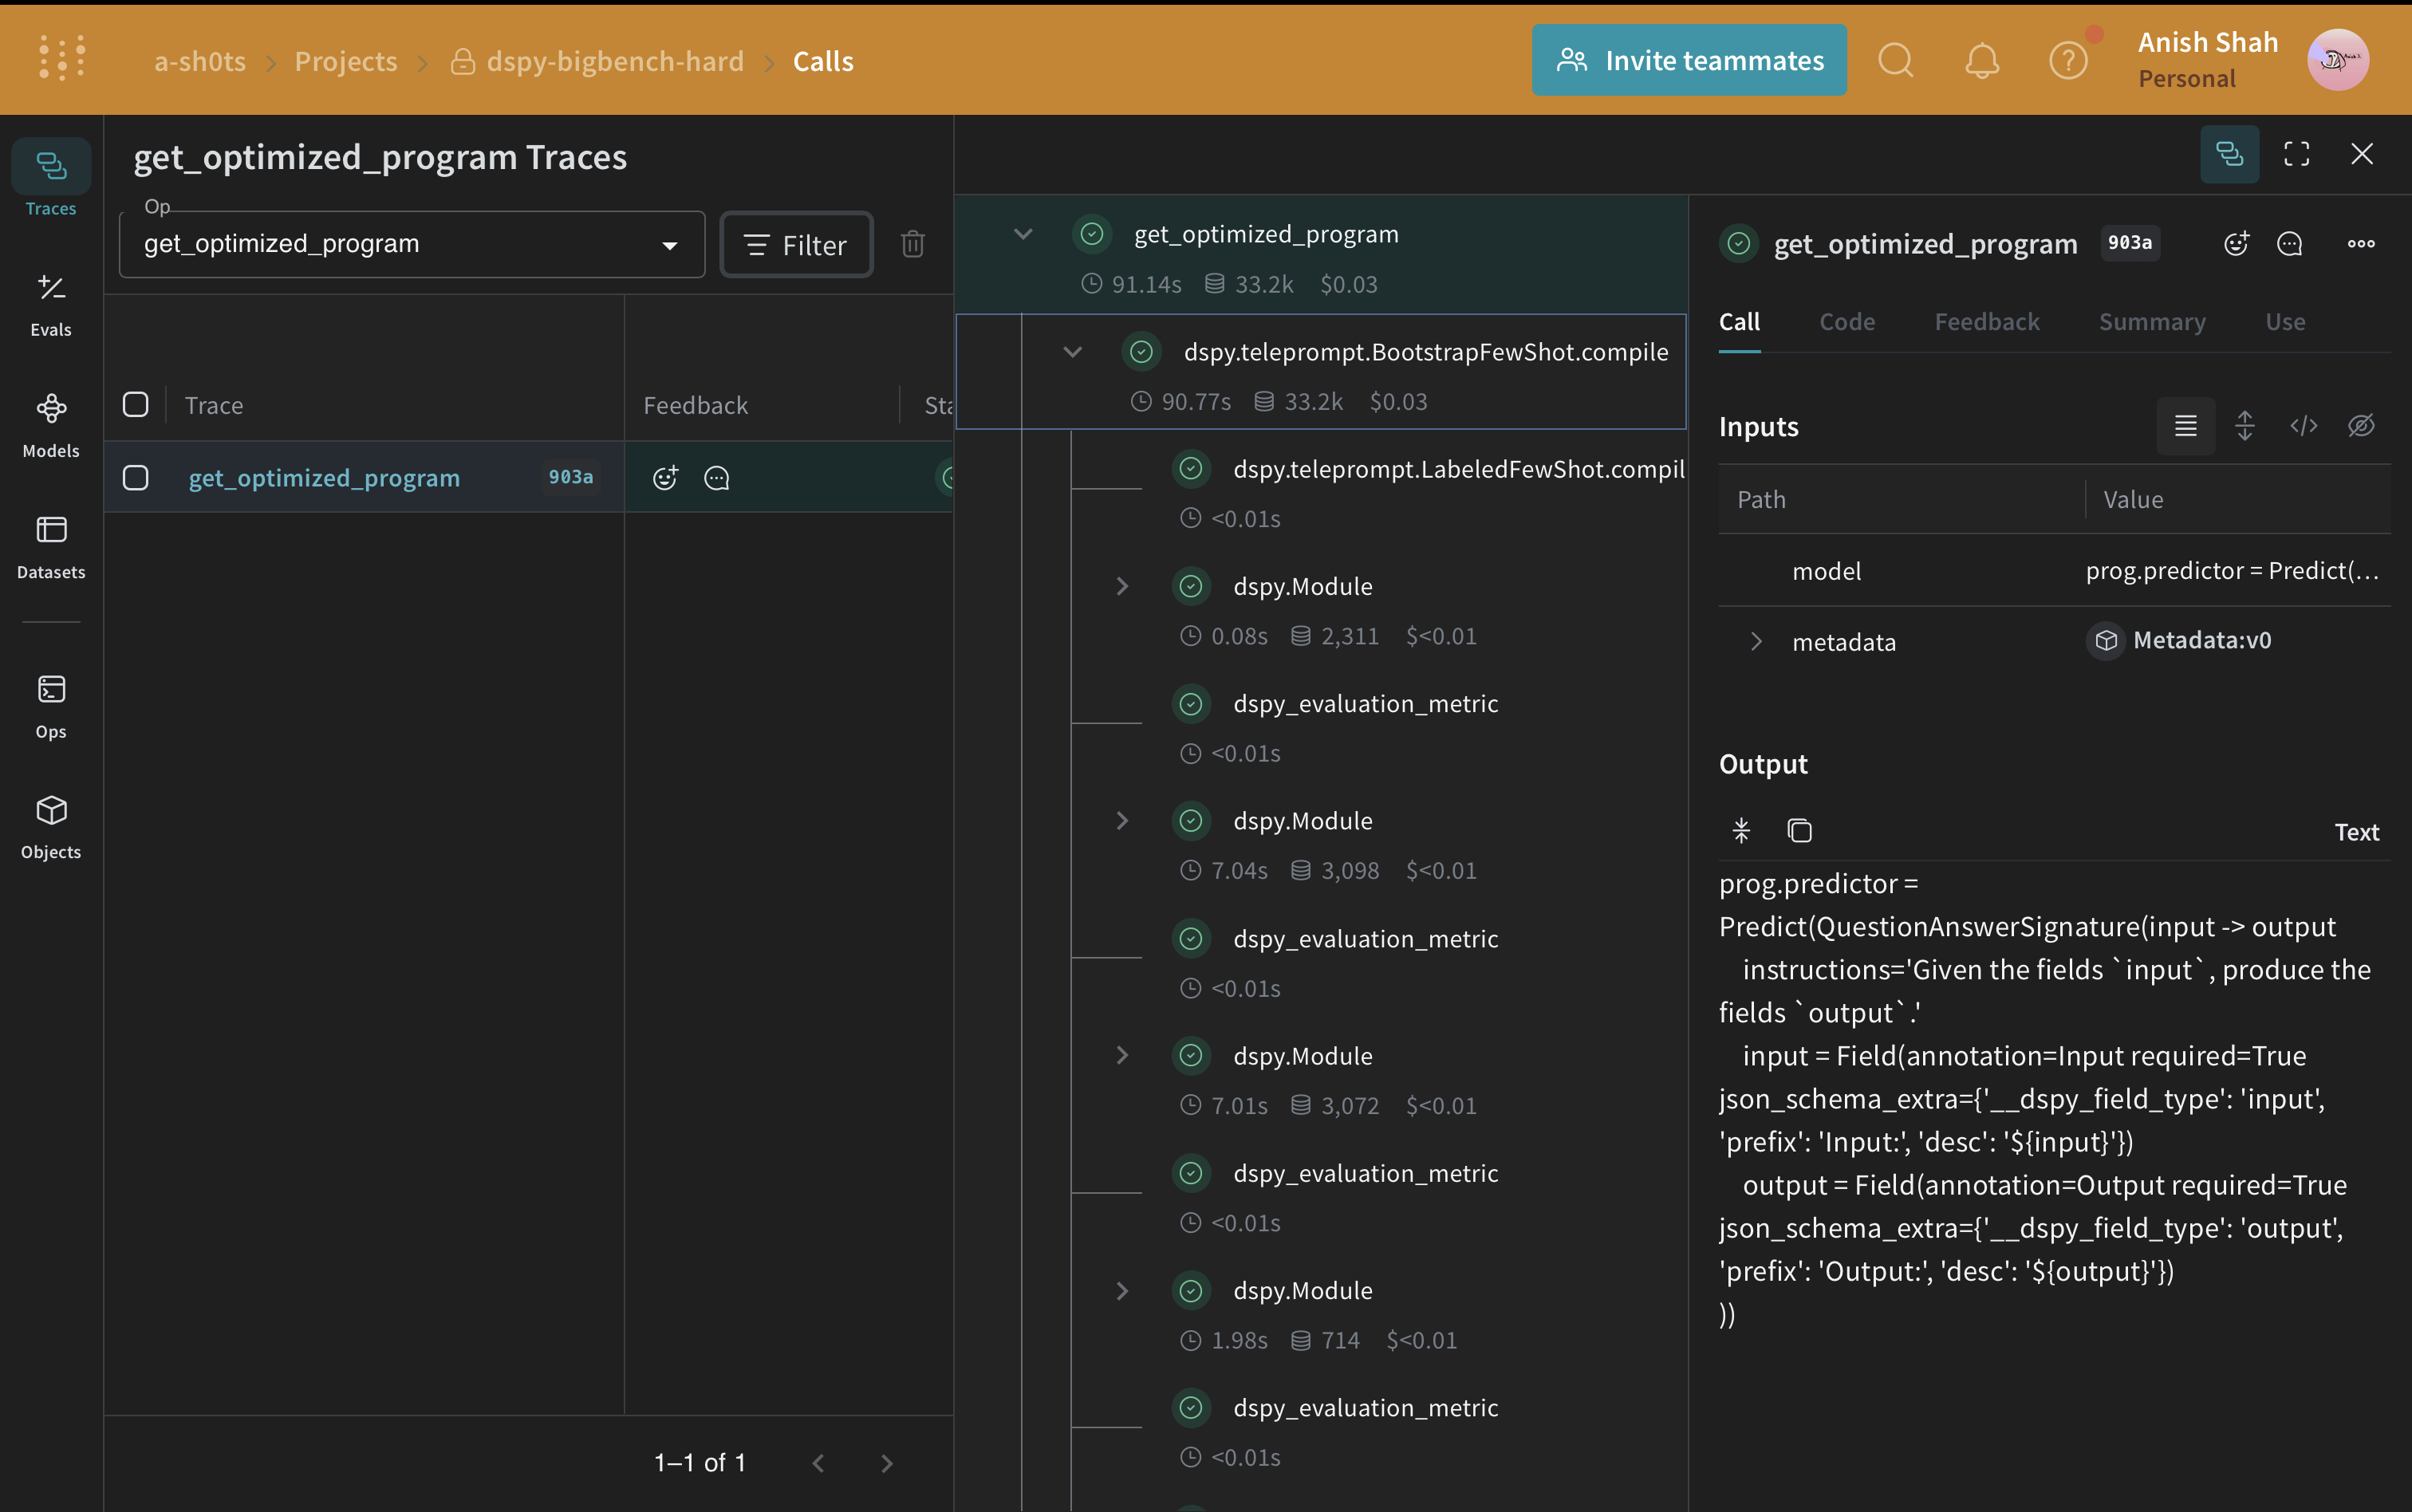 a-sh0ts > Projects > dspy-bigbench-hard > Calls
Invite teammates
Anish Shah
Personal
Traces
Evals
Models
Datasets
Ops
Objects
get_optimized_program Traces
Op
get_optimized_program
Filter
Trace
Feedback
Sta
get_optimized_program 903a
1–1 of 1
get_optimized_program
91.14s 33.2k $0.03
dspy.teleprompt.BootstrapFewShot.compile
90.77s 33.2k $0.03
dspy.teleprompt.LabeledFewShot.compil
<0.01s
dspy.Module
0.08s 2,311 $<0.01
dspy_evaluation_metric
<0.01s
dspy.Module
7.04s 3,098 $<0.01
dspy_evaluation_metric
<0.01s
dspy.Module
7.01s 3,072 $<0.01
dspy_evaluation_metric
<0.01s
dspy.Module
1.98s 714 $<0.01
dspy_evaluation_metric
<0.01s
get_optimized_program 903a
Call Code Feedback Summary Use
Inputs
Path Value
model prog.predictor = Predict(…
metadata Metadata:v0
Output
Text
prog.predictor =
Predict(QuestionAnswerSignature(input -> output
instructions='Given the fields `input`, produce the
fields `output`.'
input = Field(annotation=Input required=True
json_schema_extra={'__dspy_field_type': 'input',
'prefix': 'Input:', 'desc': '${input}'})
output = Field(annotation=Output required=True
json_schema_extra={'__dspy_field_type': 'output',
'prefix': 'Output:', 'desc': '${output}'})
))